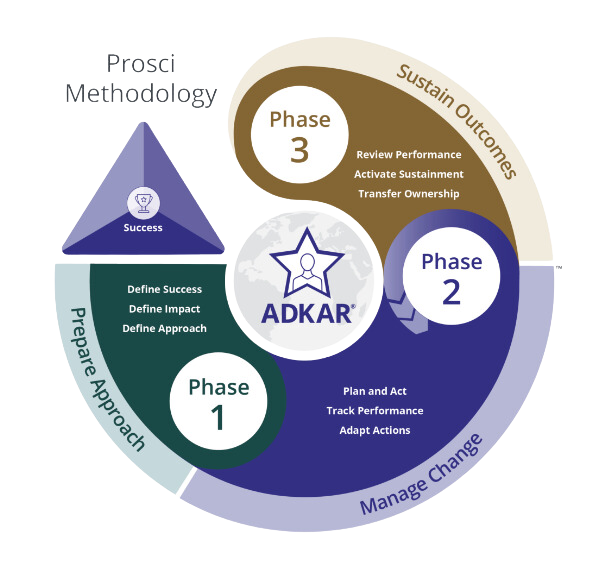 Prosci
Methodology
Success
Phase
3
Review Performance
Activate Sustainment
Transfer Ownership
Sustain Outcomes
Phase
2
Plan and Act
Track Performance
Adapt Actions
Manage Change
ADKAR®
Define Success
Define Impact
Define Approach
Phase
1
Prepare Approach
™